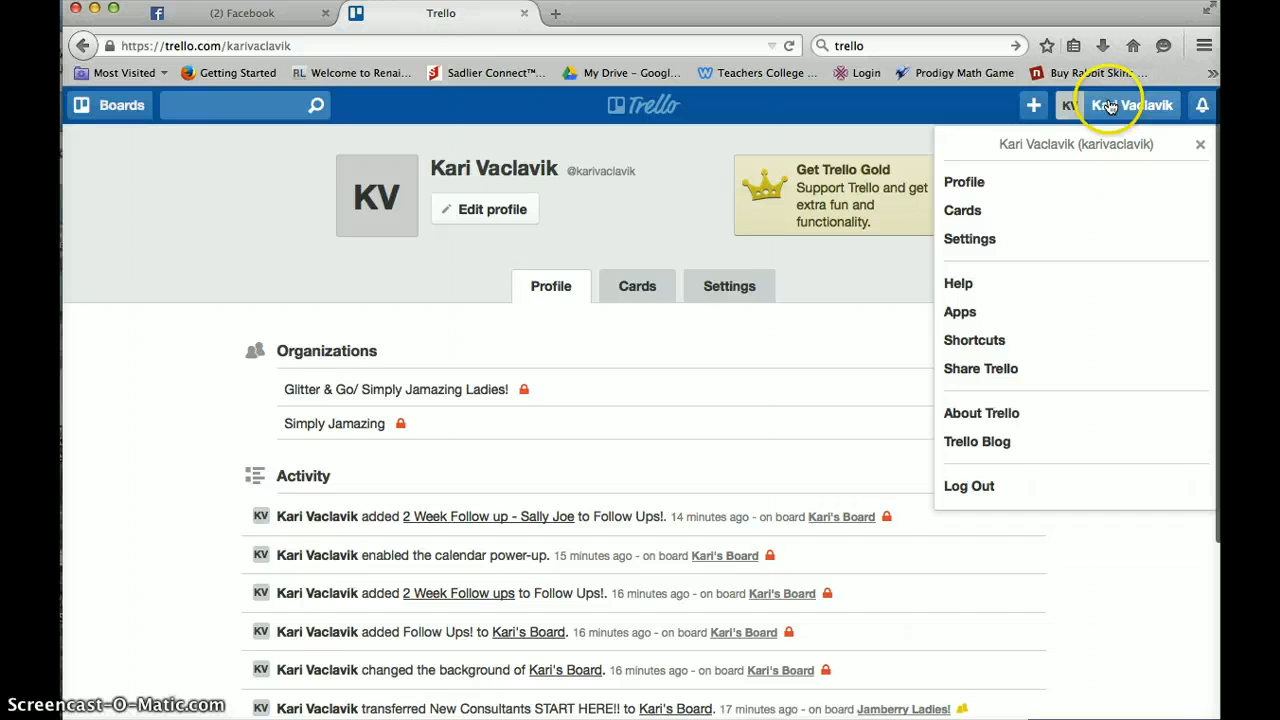 (2) Facebook
Trello
https://trello.com/karivaclavik
trello
Most Visited
Getting Started
RL Welcome to Renai...
Sadlier Connect™...
My Drive – Googl...
Teachers College ...
Login
Prodigy Math Game
Buy Rabbit Skins...
Boards
Trello
KV
Kari Vaclavik
Kari Vaclavik (karivaclavik)
Profile
Cards
Settings
Help
Apps
Shortcuts
Share Trello
About Trello
Trello Blog
Log Out
KV
Kari Vaclavik @karivaclavik
Edit profile
Get Trello Gold
Support Trello and get
extra fun and
functionality.
Profile
Cards
Settings
Organizations
Glitter & Go/ Simply Jamazing Ladies!
Simply Jamazing
Activity
KV Kari Vaclavik added 2 Week Follow up - Sally Joe to Follow Ups!. 14 minutes ago - on board Kari's Board
KV Kari Vaclavik enabled the calendar power-up. 15 minutes ago - on board Kari's Board
KV Kari Vaclavik added 2 Week Follow ups to Follow Ups!. 16 minutes ago - on board Kari's Board
KV Kari Vaclavik added Follow Ups! to Kari's Board. 16 minutes ago - on board Kari's Board
KV Kari Vaclavik changed the background of Kari's Board. 16 minutes ago - on board Kari's Board
KV Kari Vaclavik transferred New Consultants START HERE!! to Kari's Board. 17 minutes ago - on board Jamberry Ladies!
Screencast-O-Matic.com